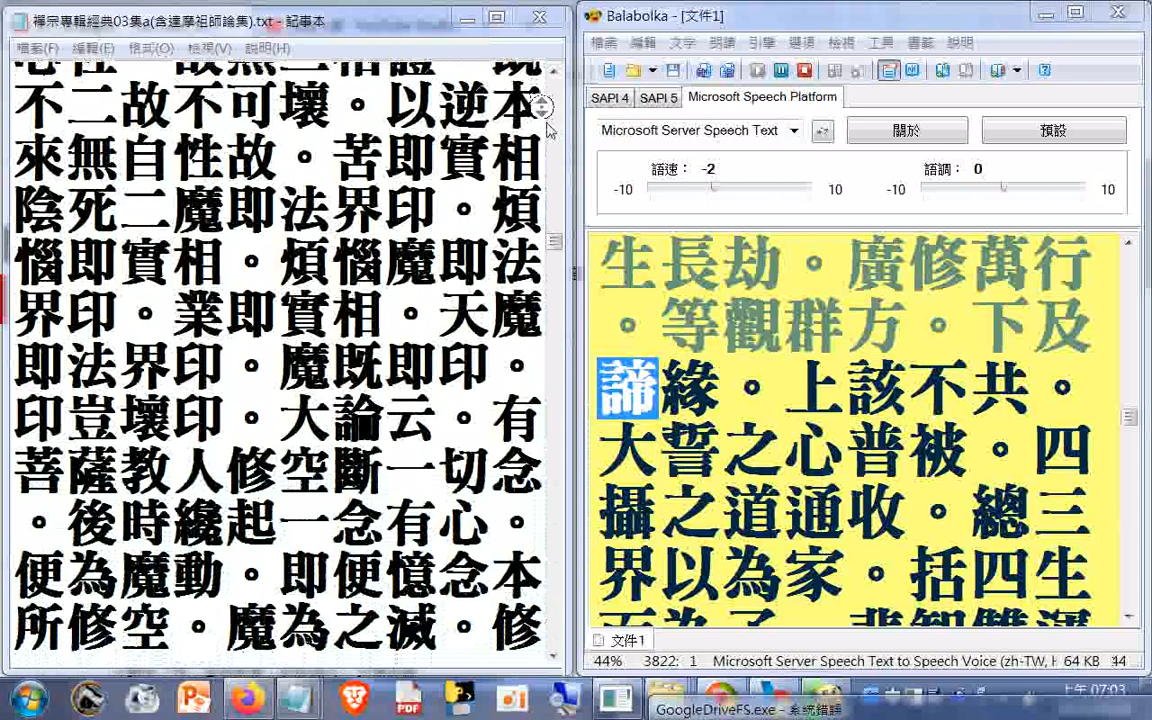 禪宗專輯經典03集a(含達摩祖師論集).txt - 記事本
檔案(F) 編輯(E) 格式(O) 檢視(V) 說明(H)
不二故不可壞。以逆本
來無自性故。苦即實相
陰死二魔即法界印。煩
惱即實相。煩惱魔即法
界印。業即實相。天魔
即法界印。魔既即印。
印豈壞印。大論云。有
菩薩教人修空斷一切念
。後時纔起一念有心。
便為魔動。即便憶念本
所修空。魔為之滅。修
Balabolka - [文件1]
檔案 編輯 文字 朗讀 引擎 選項 檢視 工具 書籤 說明
SAPI 4 SAPI 5 Microsoft Speech Platform
Microsoft Server Speech Text 關於 預設
語速： -2 語調： 0
-10 10 -10 10
生長劫。廣修萬行
。等觀群方。下及
諦緣。上該不共。
大誓之心普被。四
攝之道通收。總三
界以為家。括四生
文件1
44% 3822: 1 Microsoft Server Speech Text to Speech Voice (zh-TW, 64 KB 44
PDF
上午 07:03
GoogleDriveFS.exe - 系統錯誤